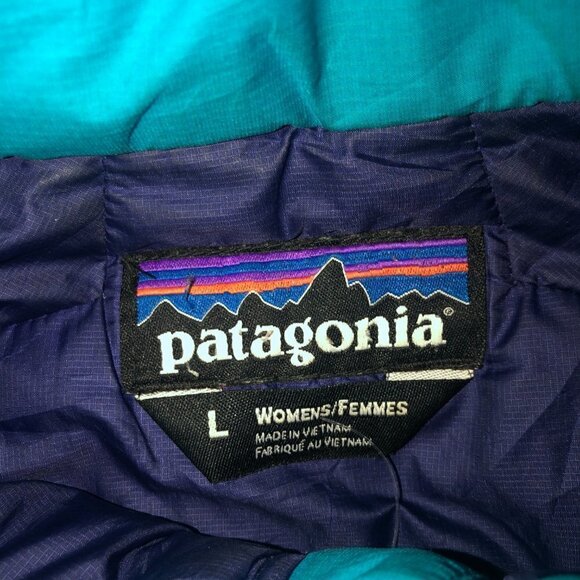 patagonia®
L WOMENS/FEMMES
MADE IN VIETNAM
FABRIQUÉ AU VIETNAM